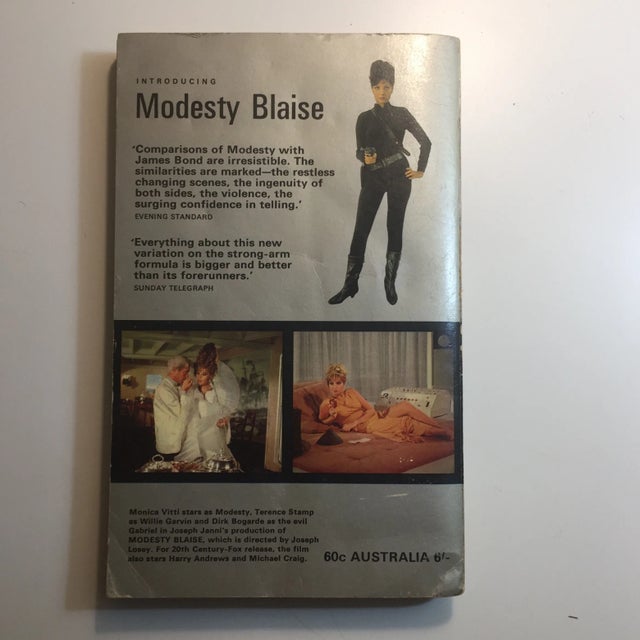 INTRODUCING
Modesty Blaise
‘Comparisons of Modesty with
James Bond are irresistible. The
similarities are marked—the restless
changing scenes, the ingenuity of
both sides, the violence, the
surging confidence in telling.’
EVENING STANDARD
‘Everything about this new
variation on the strong-arm
formula is bigger and better
than its forerunners.’
SUNDAY TELEGRAPH
Monica Vitti stars as Modesty, Terence Stamp
as Willie Garvin and Dirk Bogarde as the evil
Gabriel in Joseph Janni's production of
MODESTY BLAISE, which is directed by Joseph
Losey. For 20th Century-Fox release, the film
also stars Harry Andrews and Michael Craig.
60c AUSTRALIA 6/-